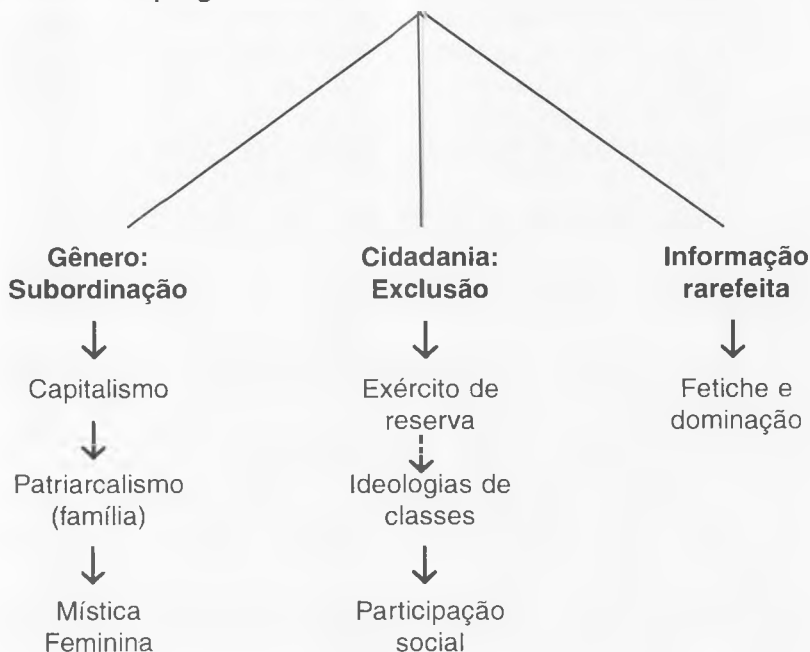 Gênero:
Subordinação
Capitalismo
Patriarcalismo
(família)
Mística
Feminina
Cidadania:
Exclusão
Exército de
reserva
Ideologias de
classes
Participação
social
Informação
rarefeita
Fetiche e
dominação